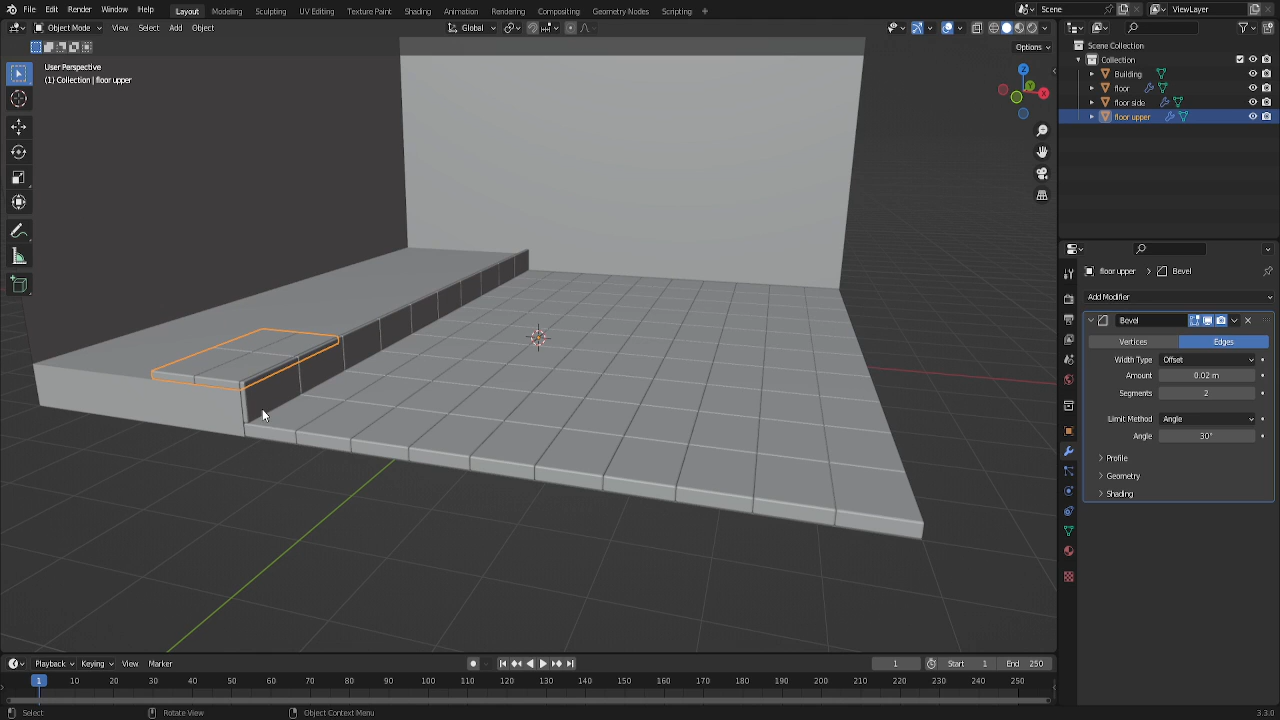 File Edit Render Window Help Layout Modeling Sculpting UV Editing Texture Paint Shading Animation Rendering Compositing Geometry Nodes Scripting + Scene ViewLayer
Object Mode View Select Add Object Global
Options
User Perspective
(1) Collection | floor upper
Z
Y
X
Scene Collection
Collection
Building
floor
floor side
floor upper
floor upper > Bevel
Add Modifier
Bevel
Vertices Edges
Width Type Offset
Amount 0.02 m
Segments 2
Limit Method Angle
Angle 30°
Profile
Geometry
Shading
Playback Keying View Marker 1 Start 1 End 250
1 10 20 30 40 50 60 70 80 90 100 110 120 130 140 150 160 170 180 190 200 210 220 230 240 250
Select Rotate View Object Context Menu 3.3.0